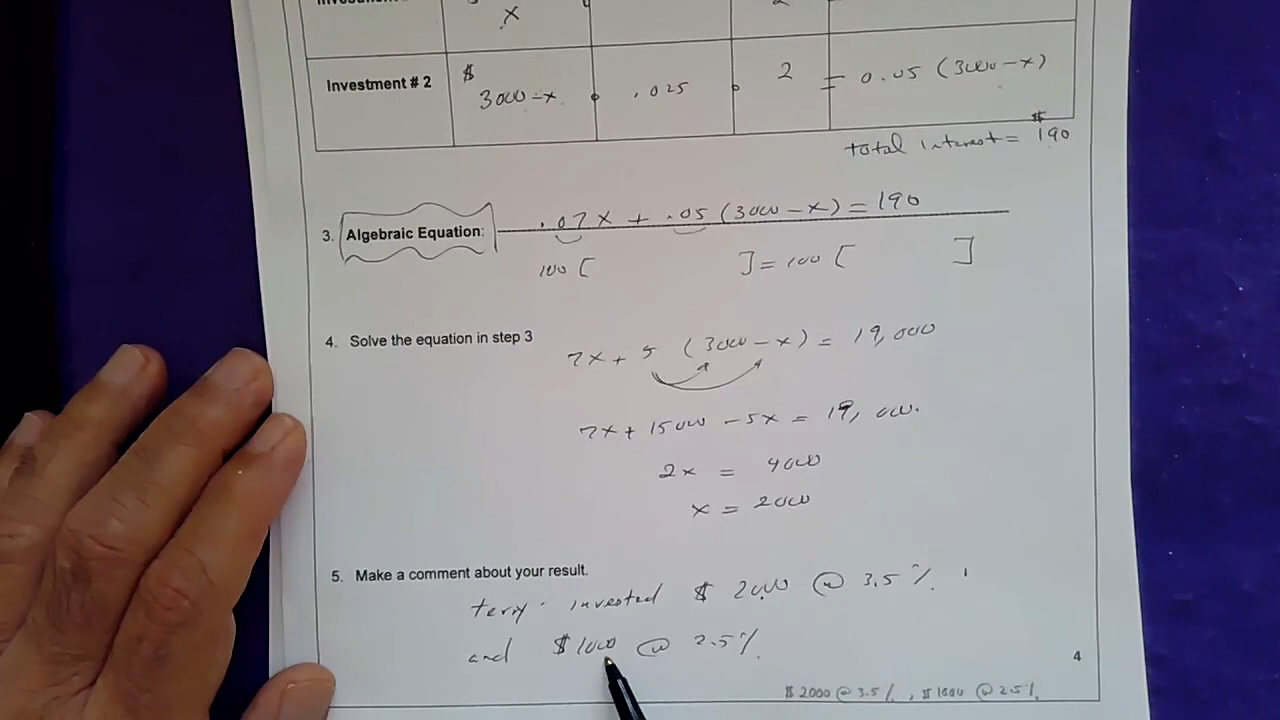 x 2
Investment # 2 $ 3000-x . .025 . 2 = 0.05 (3000-x)
total interest = $190
3. Algebraic Equation: .07x + .05 (3000-x) = 190
100 [ ] = 100 [ ]
4. Solve the equation in step 3
7x + 5 (3000-x) = 19,000
7x + 15000 - 5x = 19,000.
2x = 4000
x = 2000
5. Make a comment about your result.
terry invested $ 2000 @ 3.5%.
and $1000 @ 2.5%.
4
$2000 @ 3.5%, $1000 @ 2.5%.